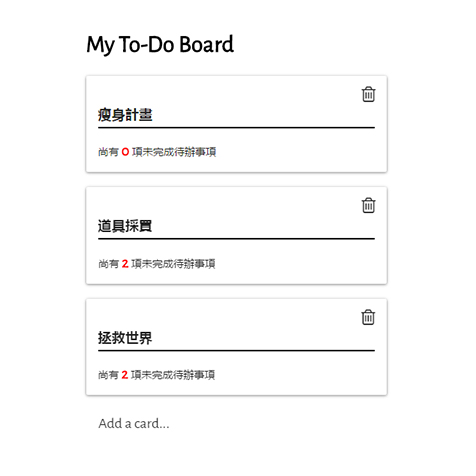 My To-Do Board
瘦身計畫
尚有 0 項未完成待辦事項
道具採買
尚有 2 項未完成待辦事項
拯救世界
尚有 2 項未完成待辦事項
Add a card...